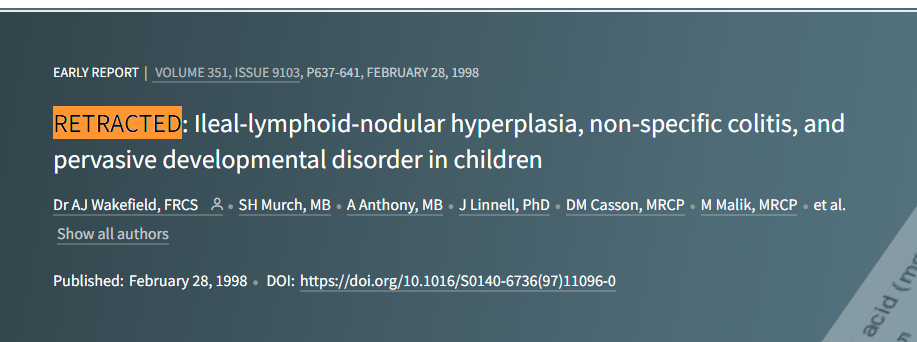 EARLY REPORT | VOLUME 351, ISSUE 9103, P637-641, FEBRUARY 28, 1998
RETRACTED: Ileal-lymphoid-nodular hyperplasia, non-specific colitis, and
pervasive developmental disorder in children
Dr AJ Wakefield, FRCS • SH Murch, MB • A Anthony, MB • J Linnell, PhD • DM Casson, MRCP • M Malik, MRCP • et al.
Show all authors
Published: February 28, 1998 • DOI: https://doi.org/10.1016/S0140-6736(97)11096-0
acid (mg